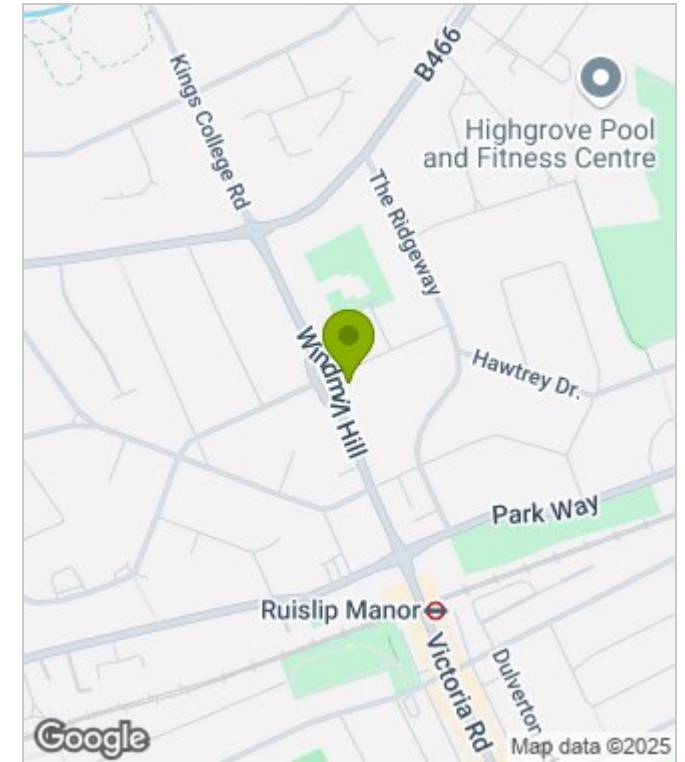 B466
Kings College Rd
Highgrove Pool
and Fitness Centre
The Ridgeway
Windmill Hill
Hawtrey Dr.
Park Way
Ruislip Manor
Victoria Rd
Dulverton
Google
Map data ©2025